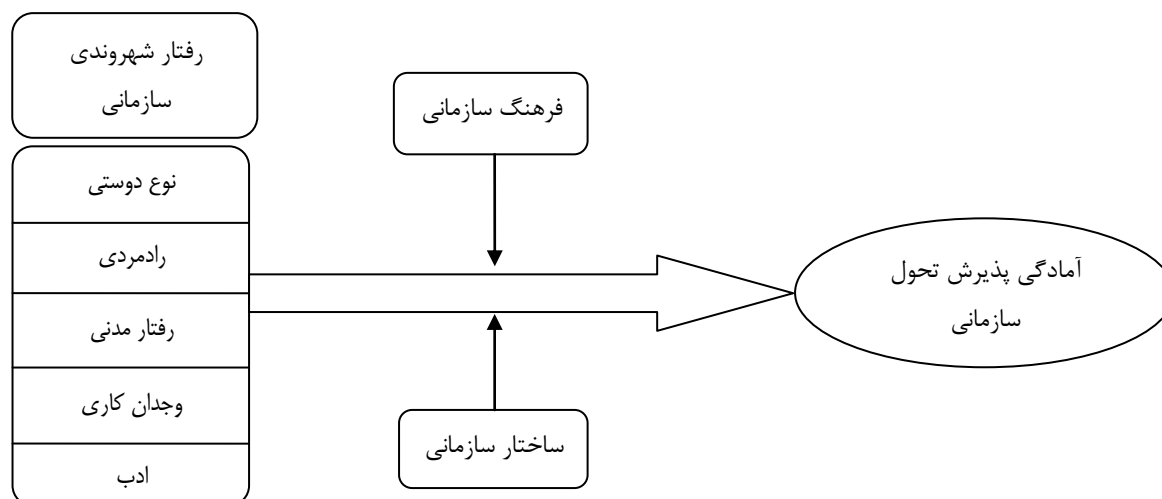 رفتار شهروندی
سازمانی
فرهنگ سازمانی
نوع دوستی
رادمردی
رفتار مدنی
وجدان کاری
ادب
آمادگی پذیرش تحول
سازمانی
ساختار سازمانی